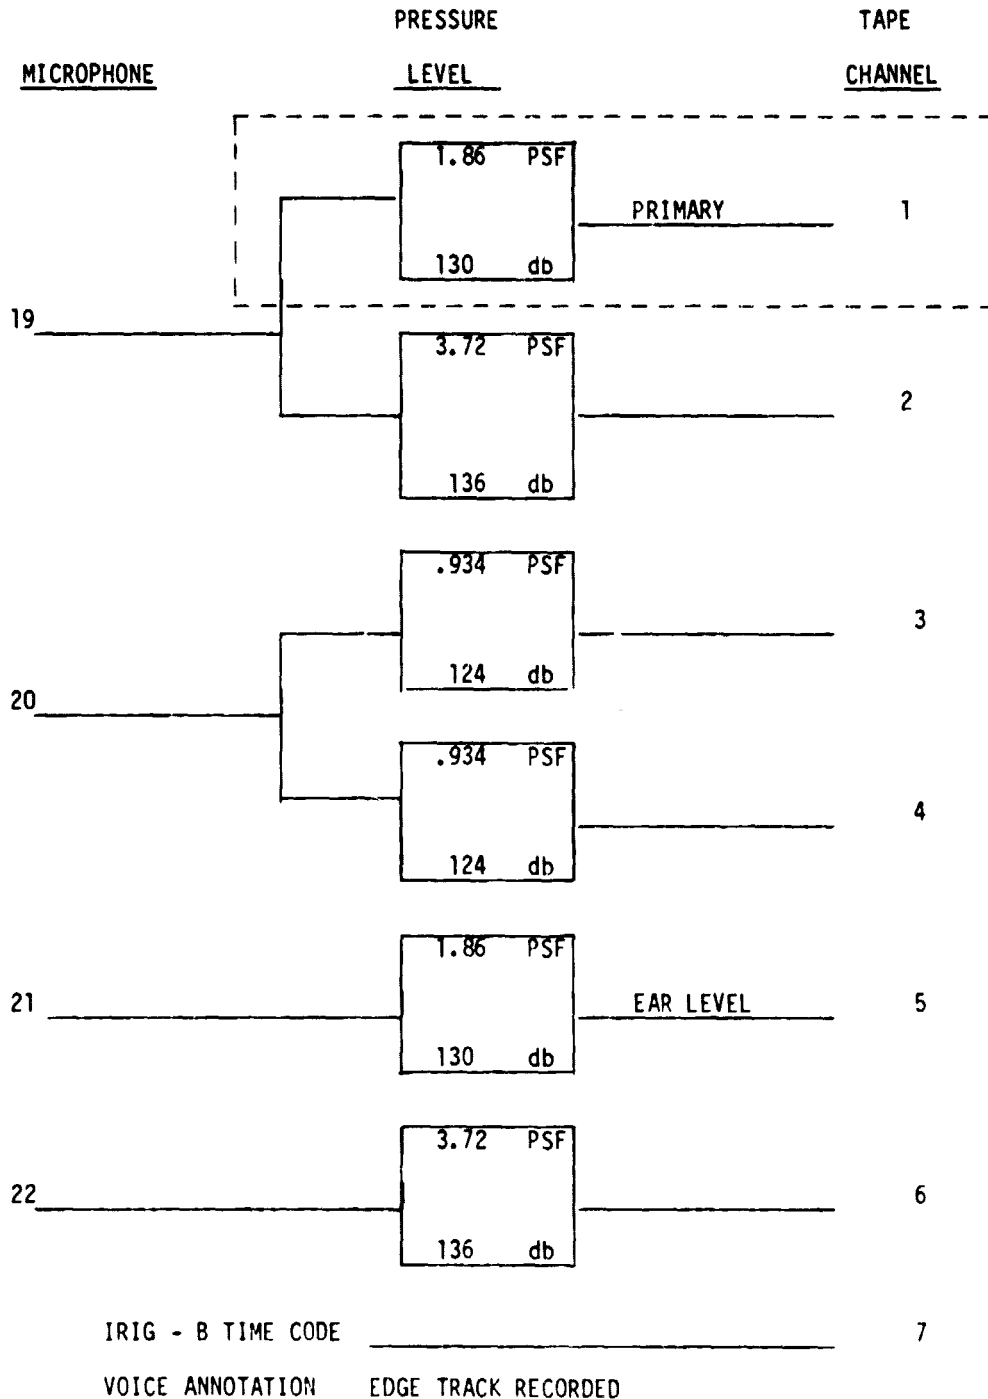 PRESSURE TAPE
MICROPHONE LEVEL CHANNEL
1.86 PSF
PRIMARY 1
130 db
19
3.72 PSF
2
136 db
.934 PSF
3
124 db
20
.934 PSF
4
124 db
1.86 PSF
21 EAR LEVEL 5
130 db
3.72 PSF
22 6
136 db
IRIG - B TIME CODE 7
VOICE ANNOTATION EDGE TRACK RECORDED